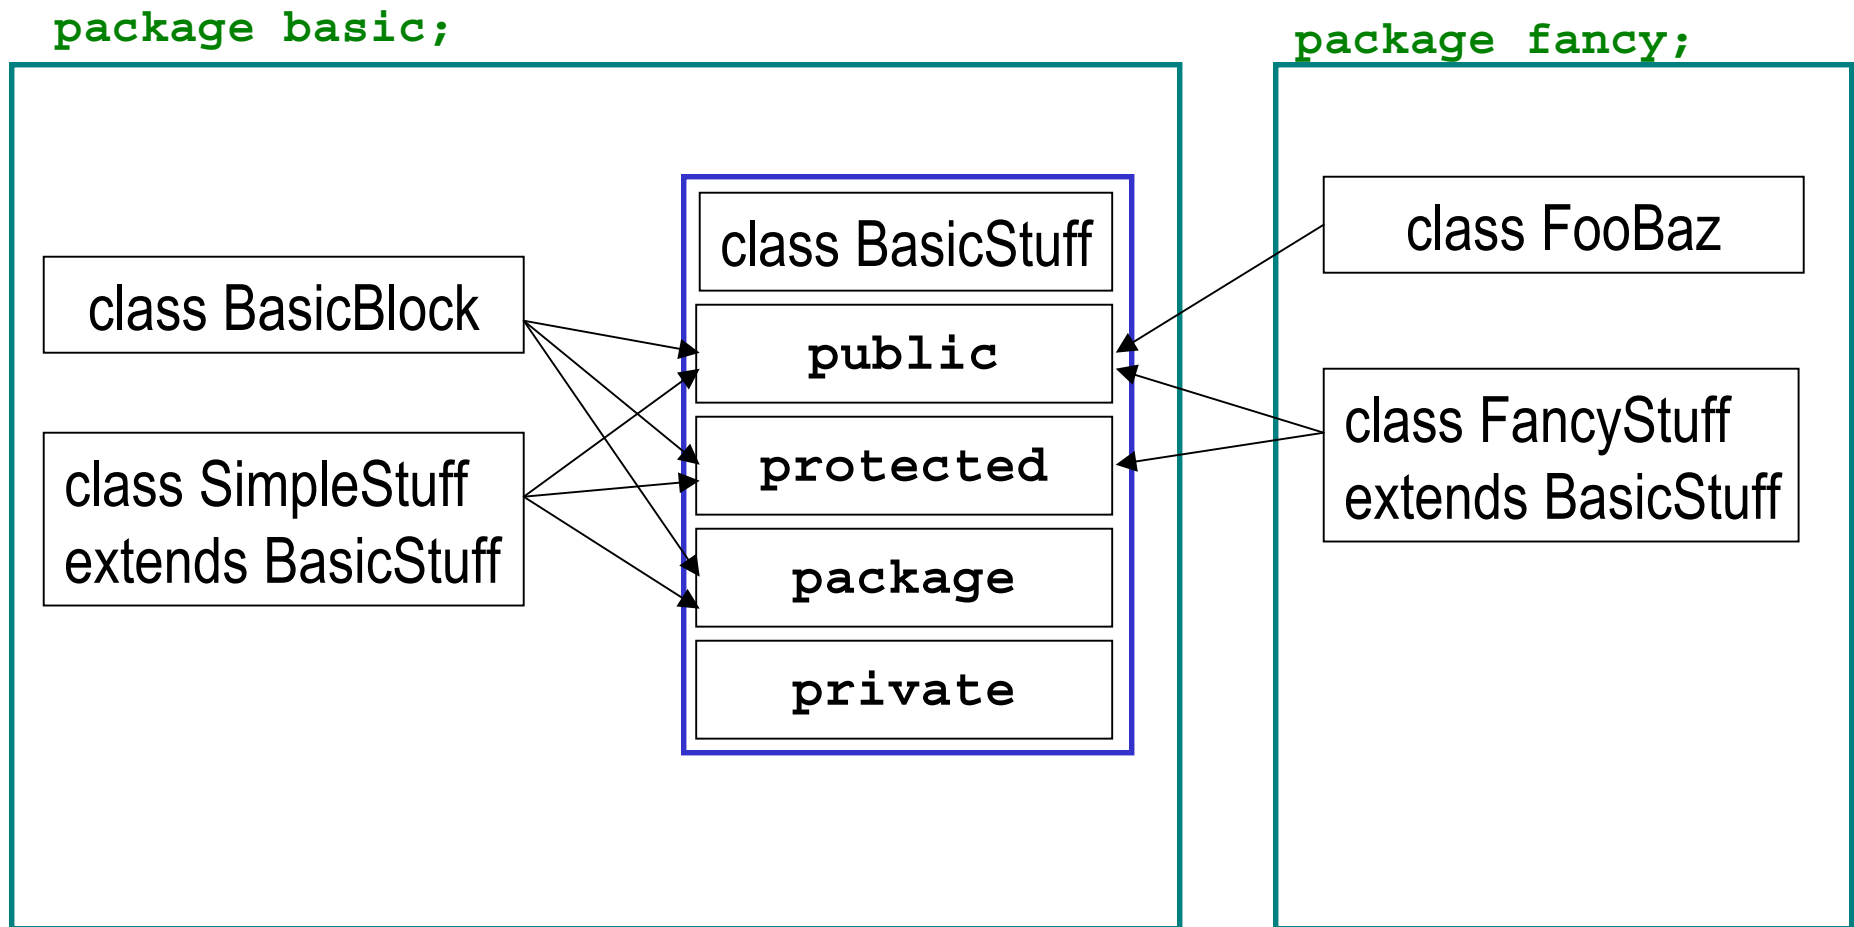 package basic;
package fancy;
class BasicStuff
class FooBaz
class BasicBlock
public
class SimpleStuff
extends BasicStuff
protected
class FancyStuff
extends BasicStuff
package
private